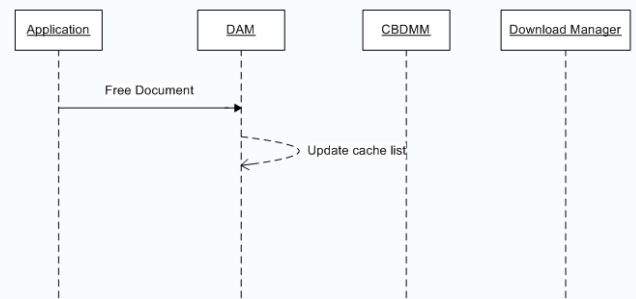 Application
DAM
CBDMM
Download Manager
Free Document
Update cache list